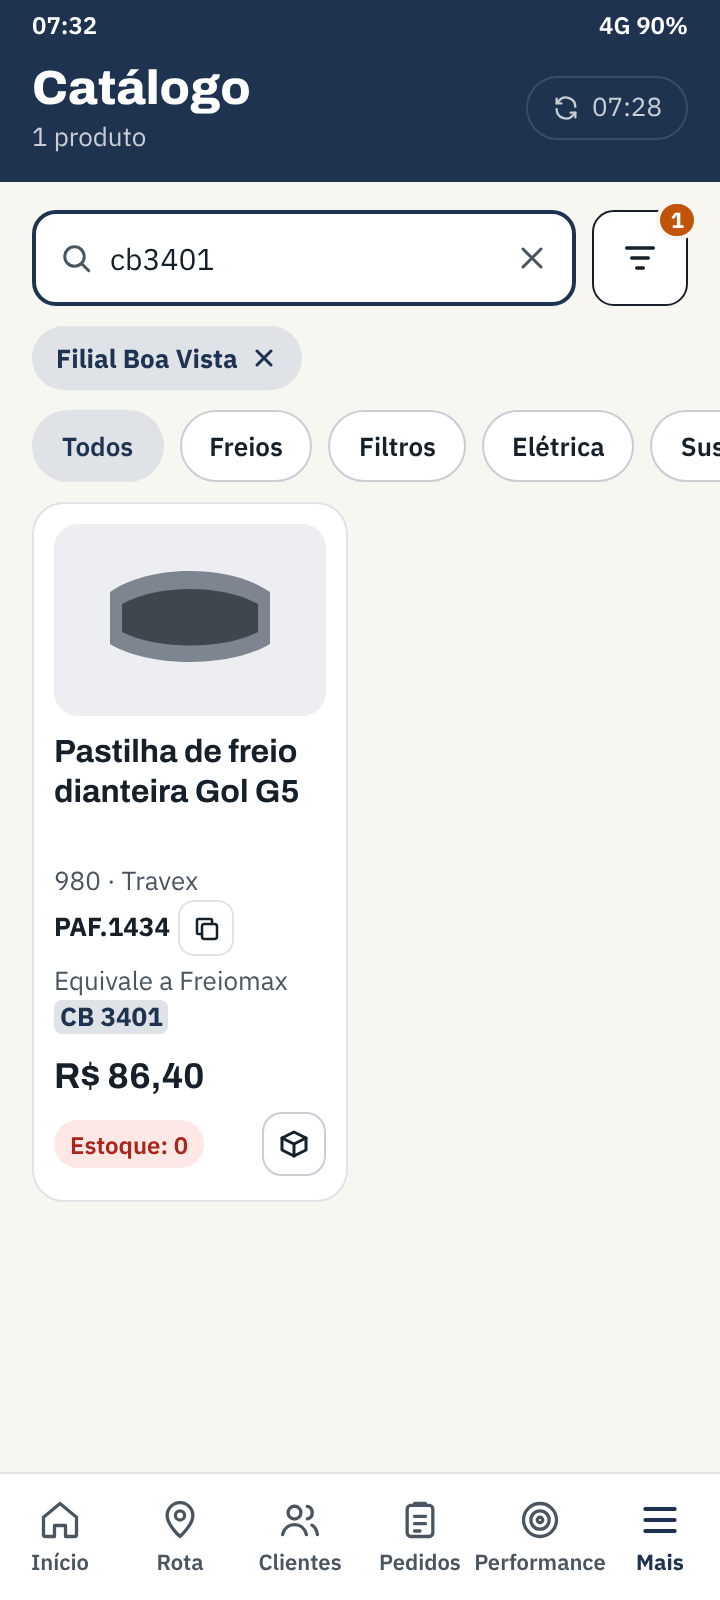 07:32 4G 90%
Catálogo
1 produto
07:28
cb3401
1
Filial Boa Vista
Todos Freios Filtros Elétrica Sus
Pastilha de freio
dianteira Gol G5
980 · Travex
PAF.1434
Equivale a Freiomax
CB 3401
R$ 86,40
Estoque: 0
Início Rota Clientes Pedidos Performance Mais